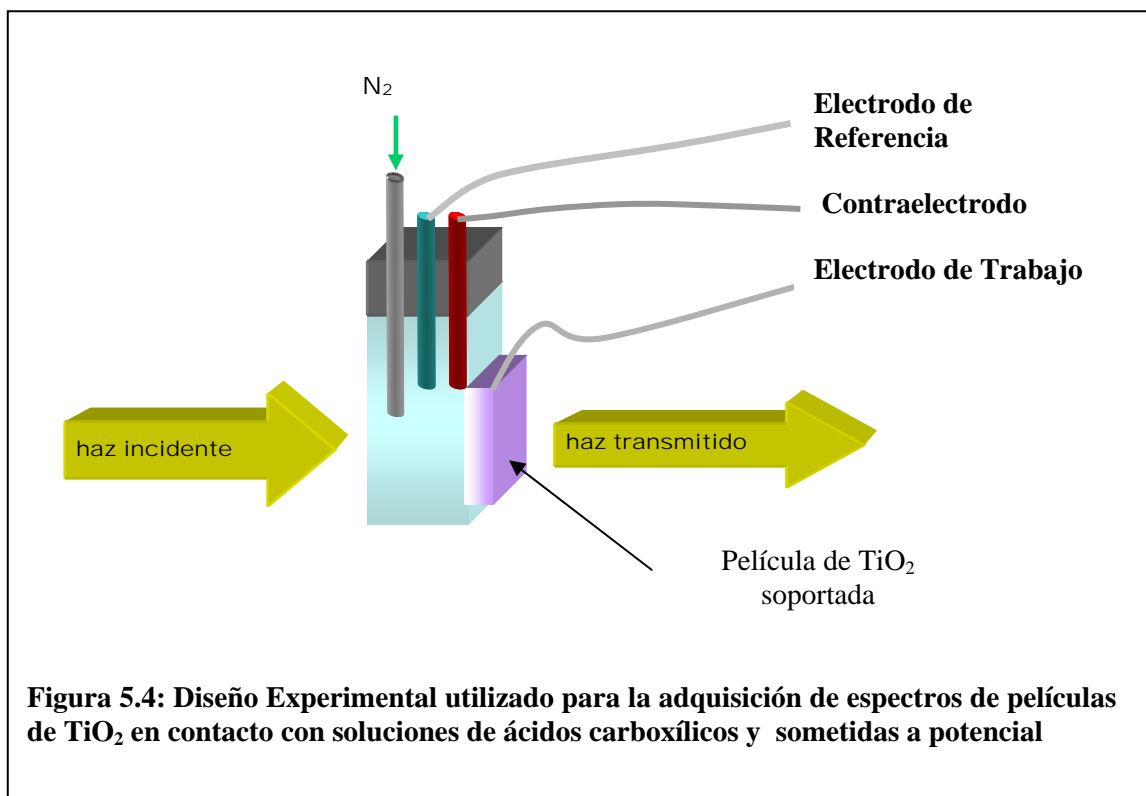 N₂
Electrodo de
Referencia
Contraelectrodo
Electrodo de Trabajo
haz incidente
haz transmitido
Película de TiO₂
soportada
Figura 5.4: Diseño Experimental utilizado para la adquisición de espectros de películas
de TiO₂ en contacto con soluciones de ácidos carboxílicos y sometidas a potencial